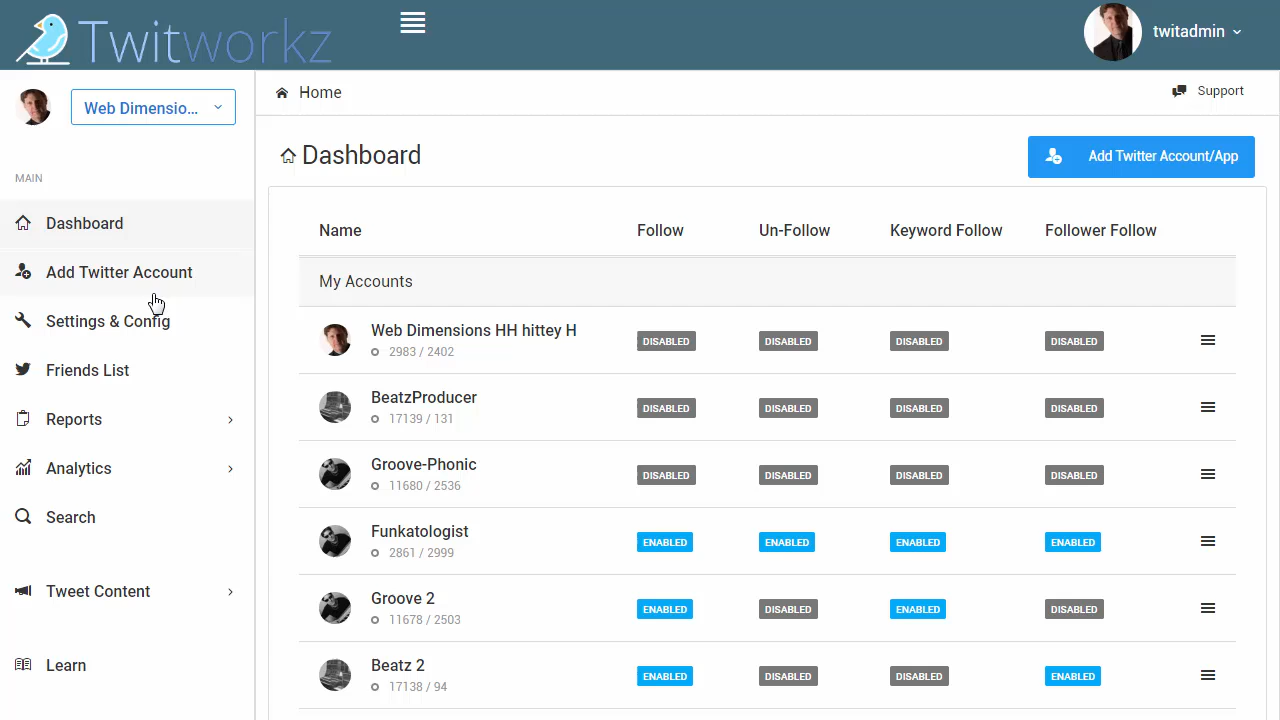 Twitworkz
twitadmin
Web Dimensio...
Home
Support
MAIN
Dashboard
Add Twitter Account
Settings & Config
Friends List
Reports
Analytics
Search
Tweet Content
Learn
Dashboard
Add Twitter Account/App
Name Follow Un-Follow Keyword Follow Follower Follow
My Accounts
Web Dimensions HH hittey H
2983 / 2402
DISABLED DISABLED DISABLED DISABLED
BeatzProducer
17139 / 131
DISABLED DISABLED DISABLED DISABLED
Groove-Phonic
11680 / 2536
DISABLED DISABLED DISABLED DISABLED
Funkatologist
2861 / 2999
ENABLED ENABLED ENABLED ENABLED
Groove 2
11678 / 2503
ENABLED DISABLED ENABLED DISABLED
Beatz 2
17138 / 94
ENABLED DISABLED DISABLED ENABLED